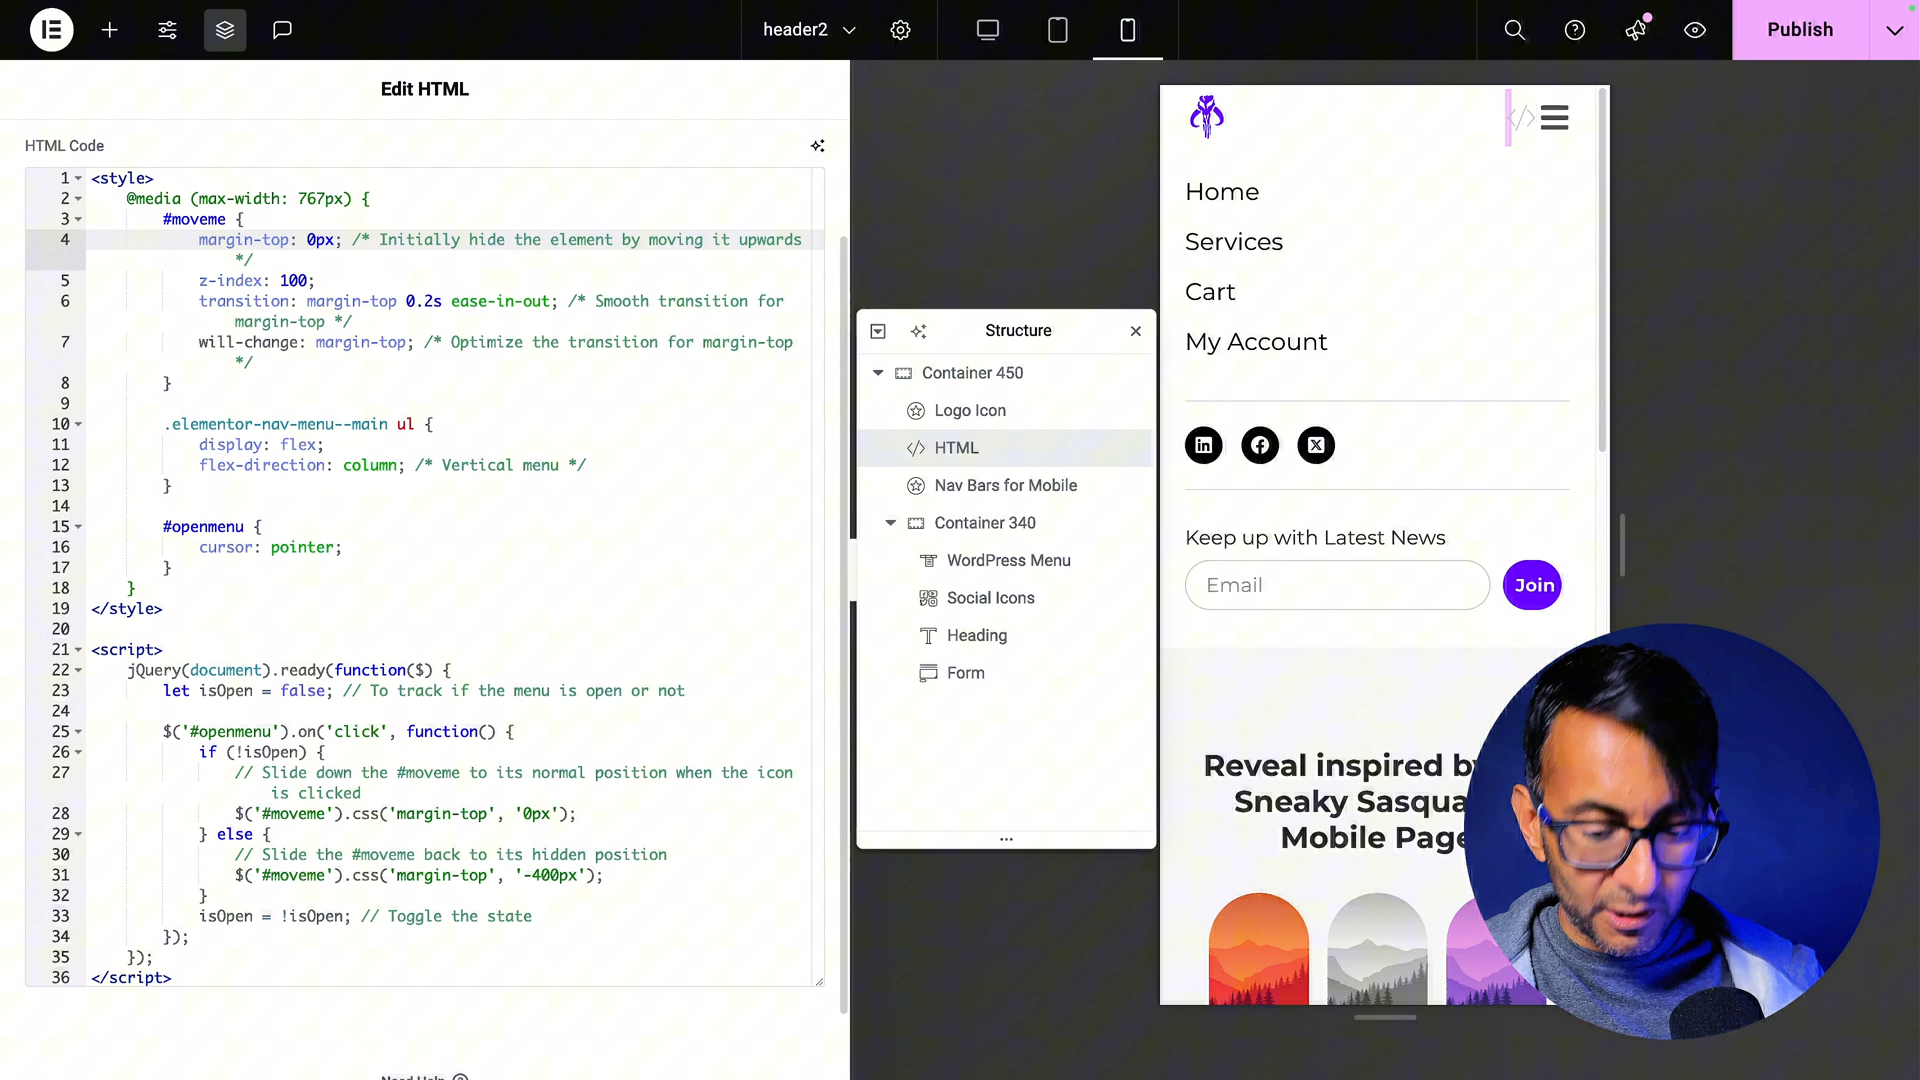 header2
Publish
Edit HTML
HTML Code
1 <style>
2 @media (max-width: 767px) {
3 #moveme {
4 margin-top: 0px; /* Initially hide the element by moving it upwards
*/
5 z-index: 100;
6 transition: margin-top 0.2s ease-in-out; /* Smooth transition for
margin-top */
7 will-change: margin-top; /* Optimize the transition for margin-top
*/
8 }
9
10 .elementor-nav-menu--main ul {
11 display: flex;
12 flex-direction: column; /* Vertical menu */
13 }
14
15 #openmenu {
16 cursor: pointer;
17 }
18 }
19 </style>
20
21 <script>
22 jQuery(document).ready(function($) {
23 let isOpen = false; // To track if the menu is open or not
24
25 $('#openmenu').on('click', function() {
26 if (!isOpen) {
27 // Slide down the #moveme to its normal position when the icon
is clicked
28 $('#moveme').css('margin-top', '0px');
29 } else {
30 // Slide the #moveme back to its hidden position
31 $('#moveme').css('margin-top', '-400px');
32 }
33 isOpen = !isOpen; // Toggle the state
34 });
35 });
36 </script>
Need Help
Structure
Container 450
Logo Icon
HTML
Nav Bars for Mobile
Container 340
WordPress Menu
Social Icons
Heading
Form
Home
Services
Cart
My Account
Keep up with Latest News
Email
Join
Reveal inspired by
Sneaky Sasqua
Mobile Page